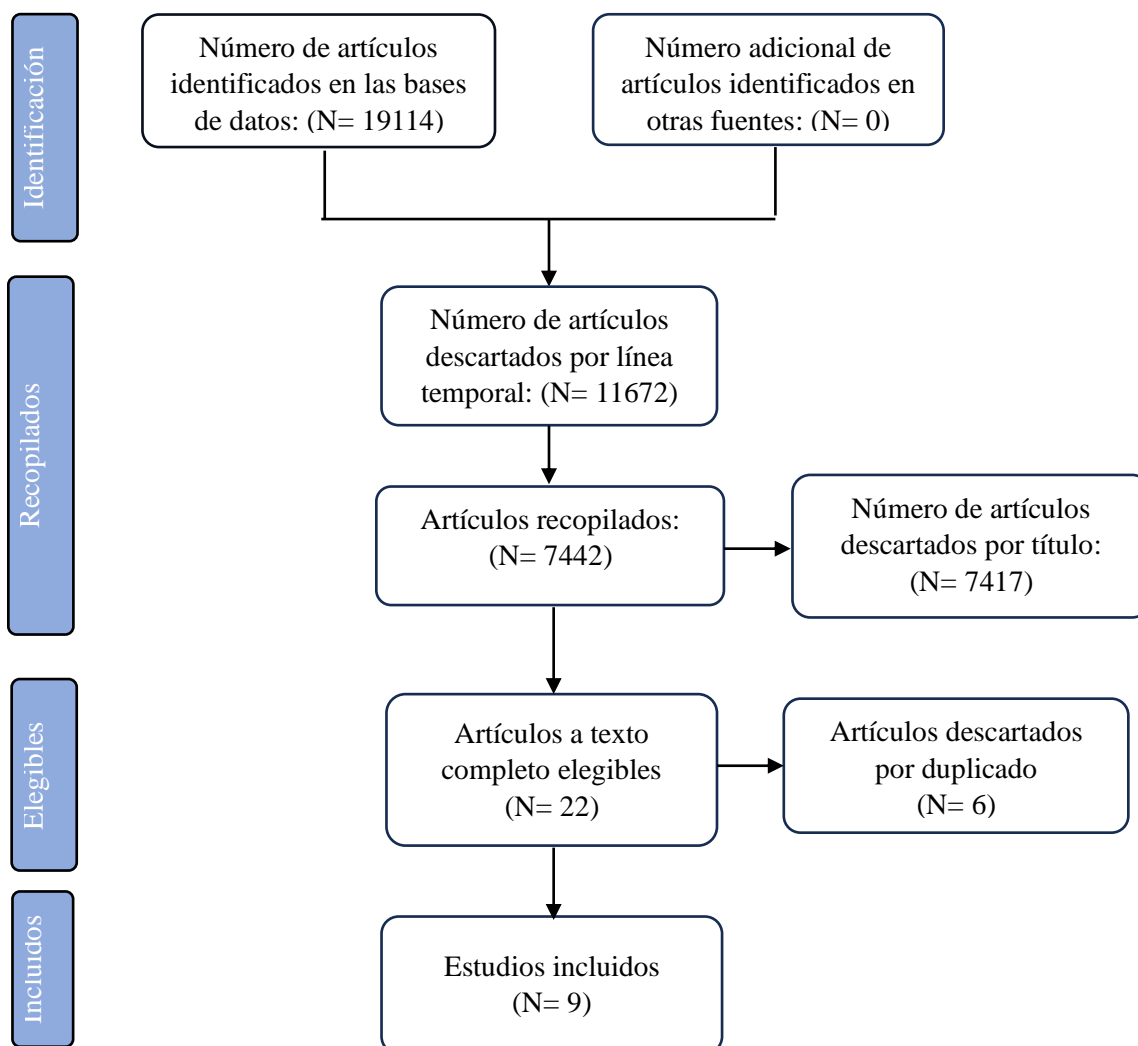 Identificación
Número de artículos
identificados en las bases
de datos: (N= 19114)
Número adicional de
artículos identificados en
otras fuentes: (N= 0)
Recopilados
Número de artículos
descartados por línea
temporal: (N= 11672)
Artículos recopilados:
(N= 7442)
Número de artículos
descartados por título:
(N= 7417)
Elegibles
Artículos a texto
completo elegibles
(N= 22)
Artículos descartados
por duplicado
(N= 6)
Incluidos
Estudios incluidos
(N= 9)